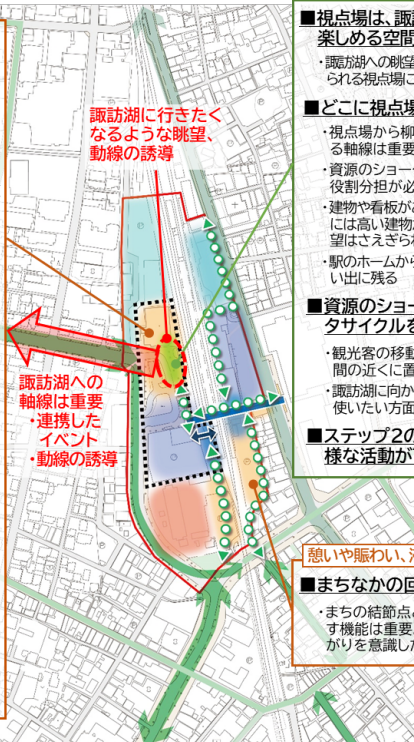 諏訪湖に行きたく
なるような眺望、
動線の誘導
諏訪湖への
軸線は重要
・連携した
イベント
・動線の誘導
■視点場は、諏
楽しめる空間
・諏訪湖への眺望
られる視点場に
■どこに視点場
・視点場から柳
る軸線は重要
・資源のショー
役割分担が必
・建物や看板が
には高い建物
望はさえぎら
・駅のホームから
い出に残る
■資源のショー
タサイクルを
・観光客の移動
間の近くに置
・諏訪湖に向か
使いたい方面
■ステップ2の
様な活動が
憩いや賑わい、
■まちなかの回
・まちの結節点
す機能は重要
がりを意識した